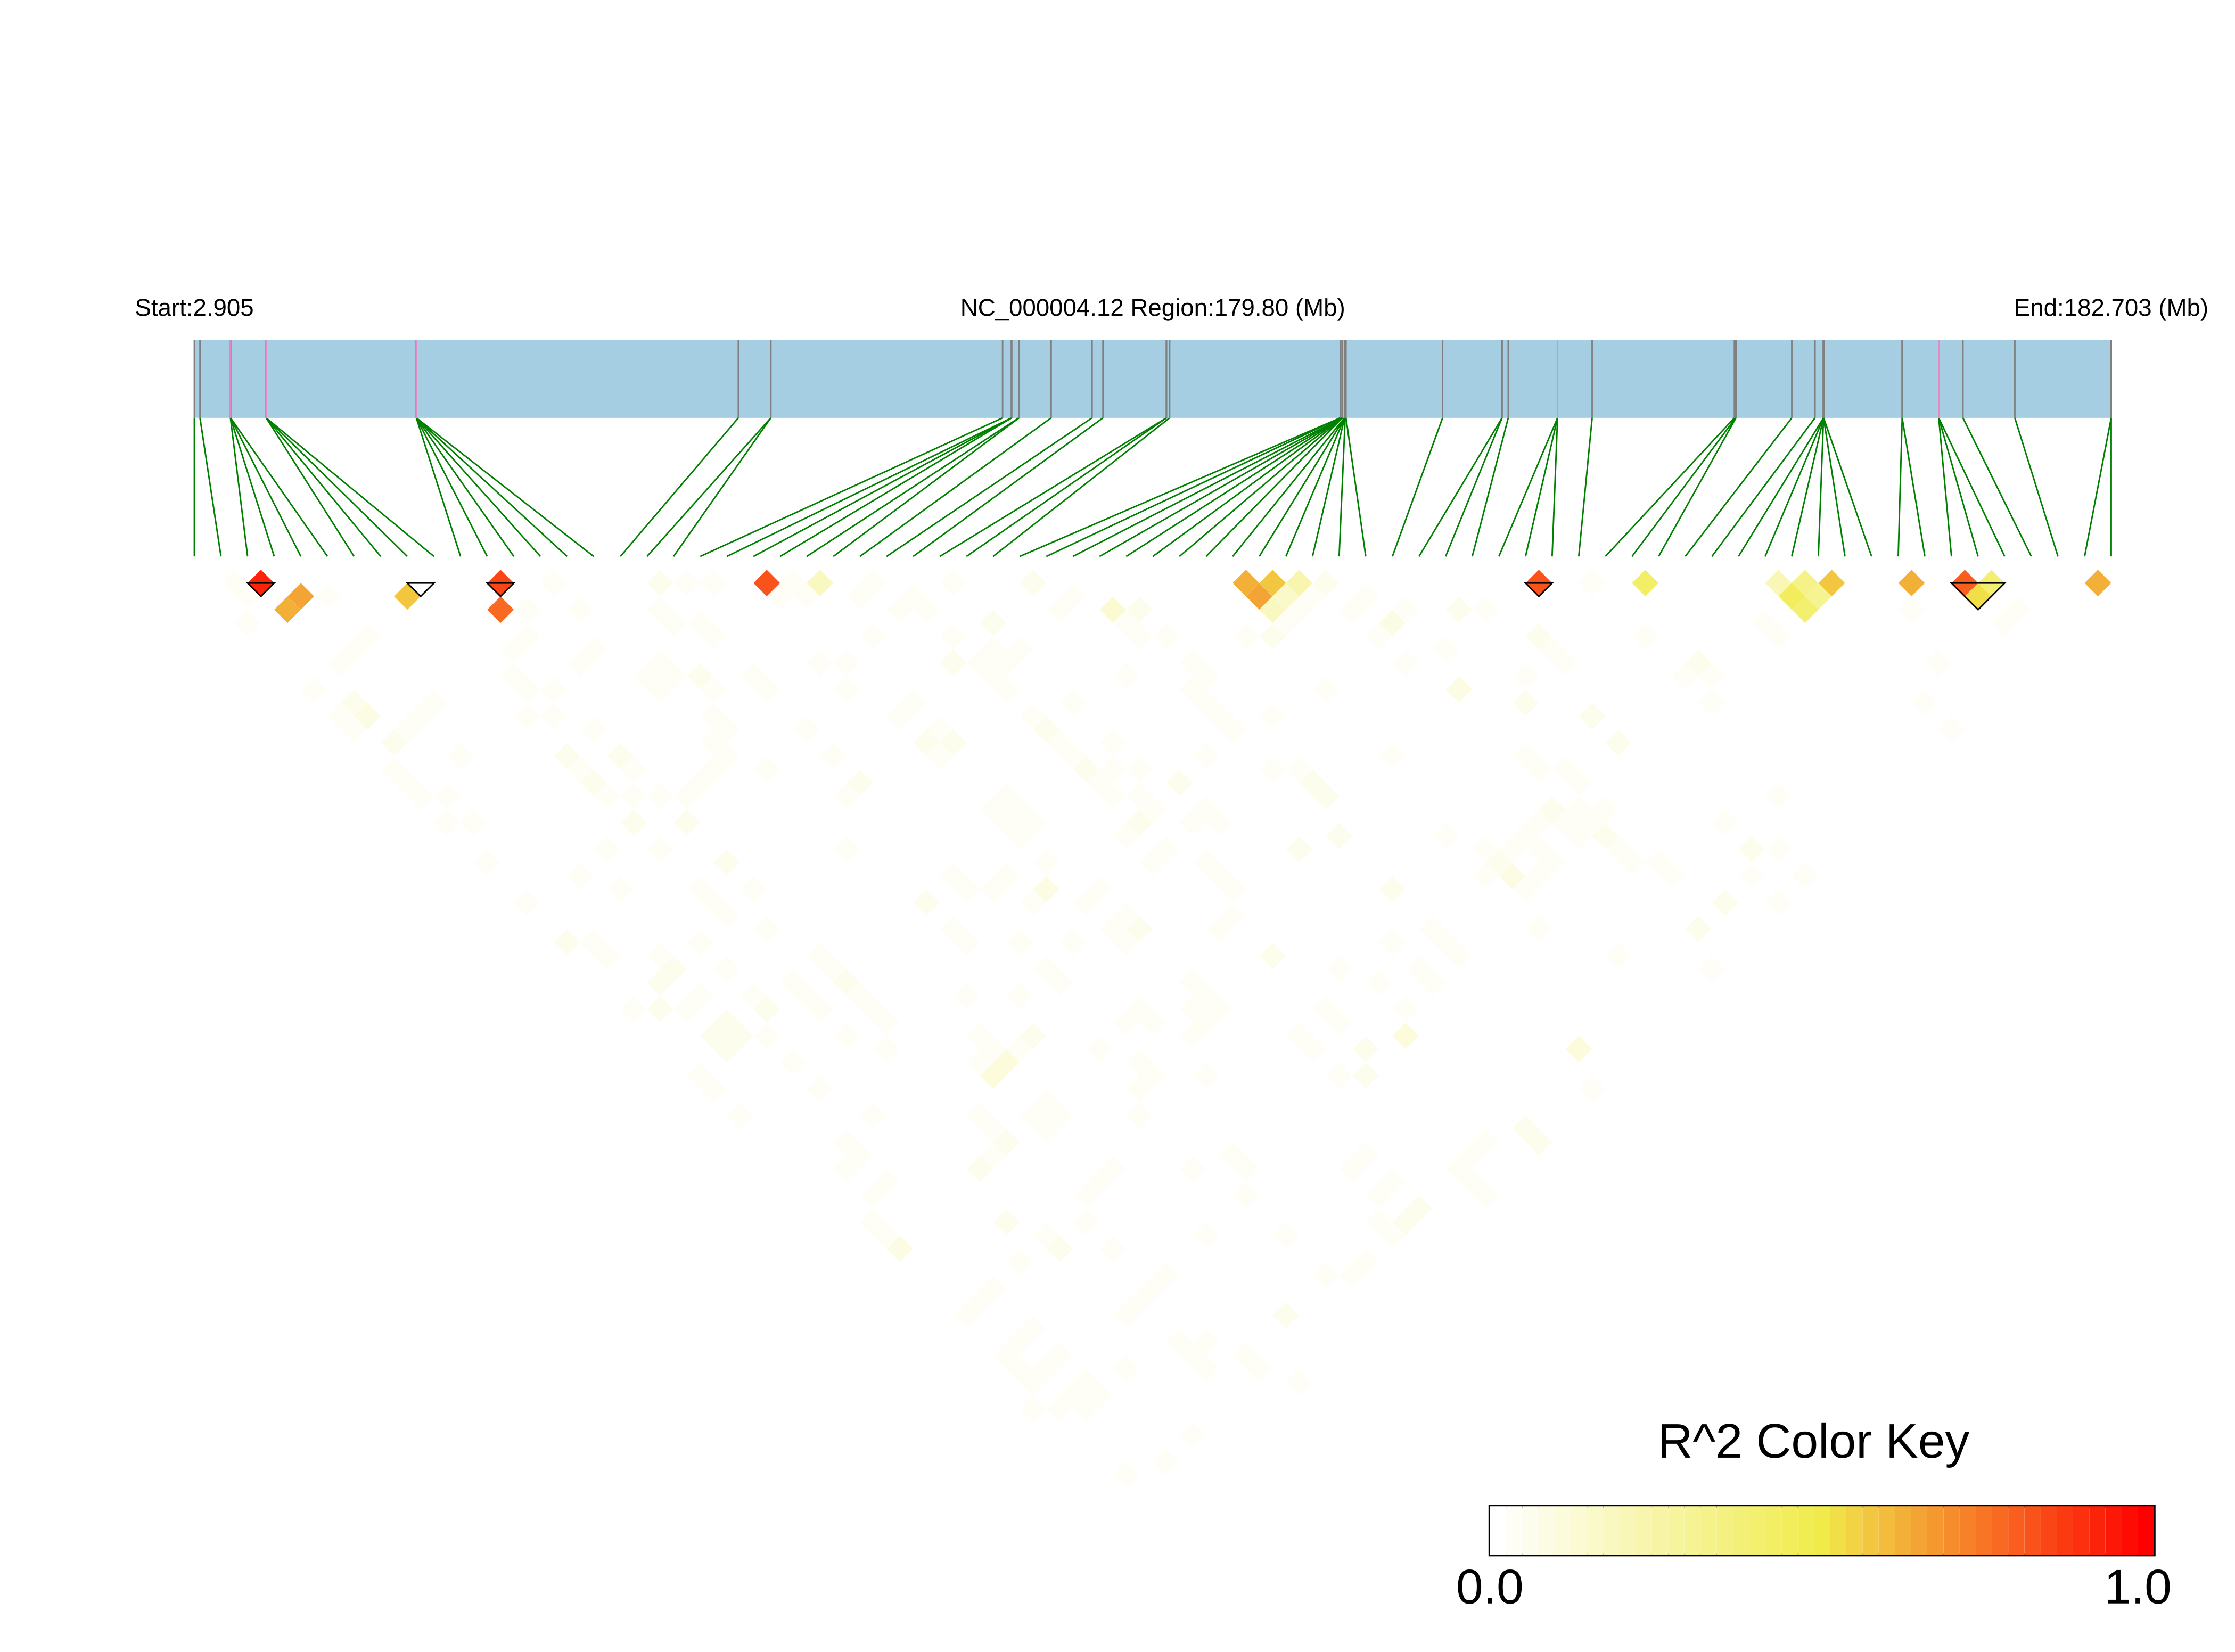 Start:2.905 NC_000004.12 Region:179.80 (Mb) End:182.703 (Mb)
R^2 Color Key
0.0 1.0